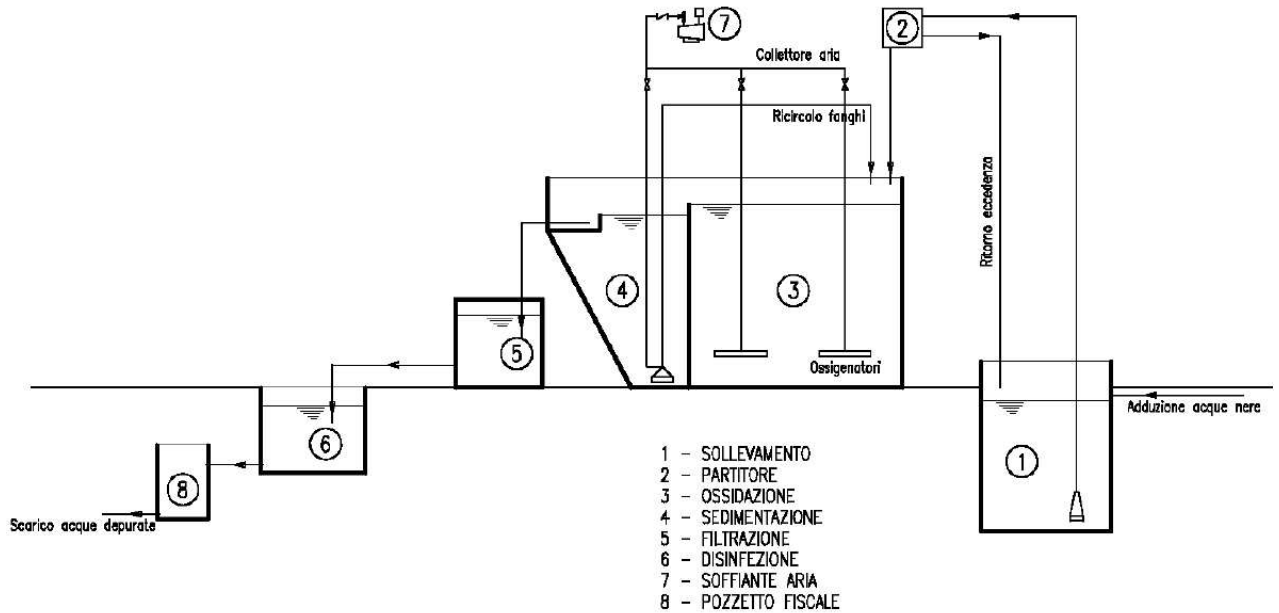 7
2
Collettore aria
Ricircolo fanghi
Ritorno eccedenza
4
3
5
Ossigenatori
Adduzione acque nere
6
1
8
Scarico acque depurate
1 - SOLLEVAMENTO
2 - PARTITORE
3 - OSSIDAZIONE
4 - SEDIMENTAZIONE
5 - FILTRAZIONE
6 - DISINFEZIONE
7 - SOFFIANTE ARIA
8 - POZZETTO FISCALE